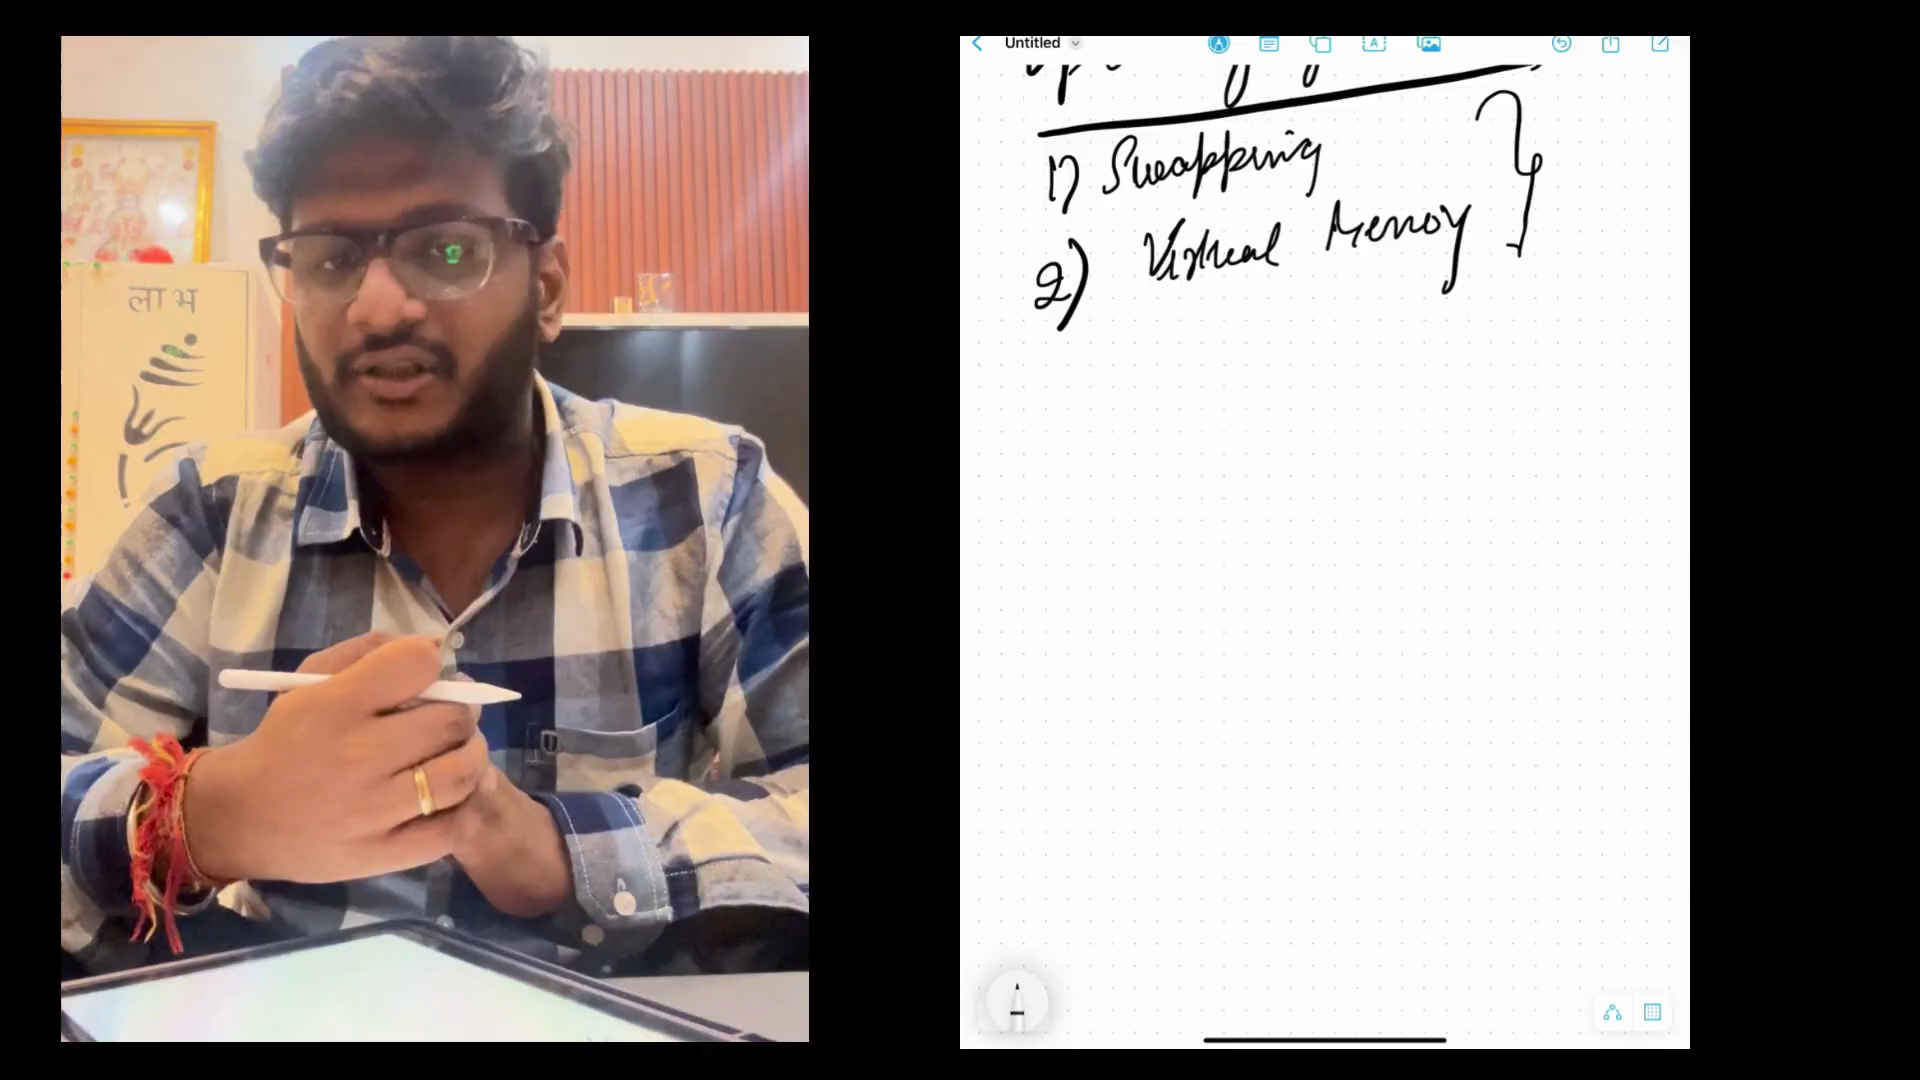 लाभ
Untitled
1) Swapping
2) Virtual Memory